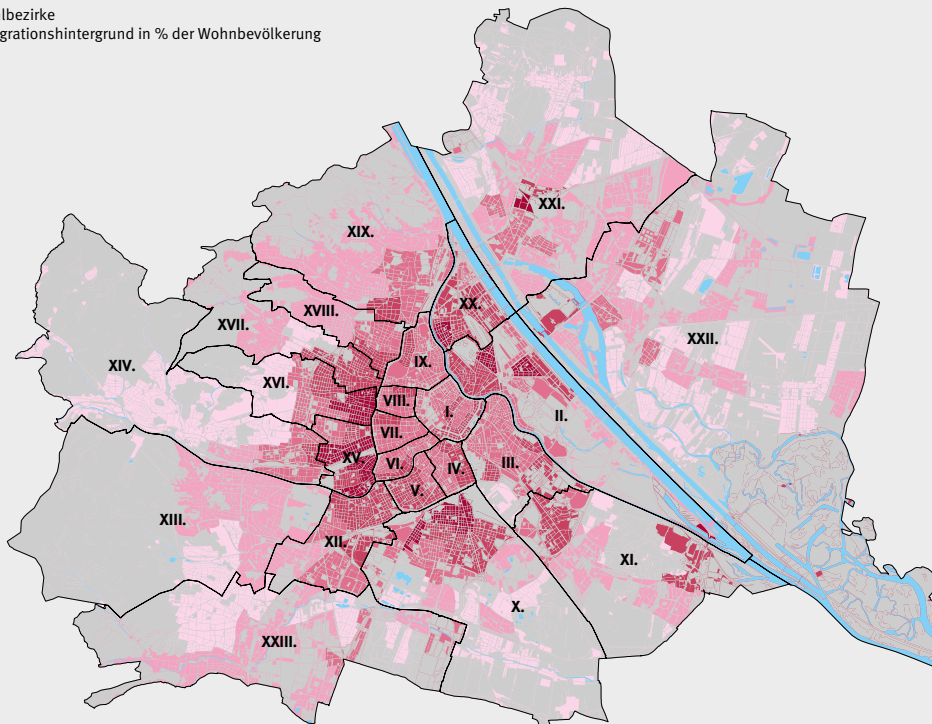 lbezirke
grationshintergrund in % der Wohnbevölkerung
XXI.
XIX.
XX.
XVIII.
XVII.
XXII.
IX.
XIV.
XVI.
VIII.
I.
II.
VII.
XV.
VI.
IV.
III.
V.
XIII.
XII.
XI.
X.
XXIII.